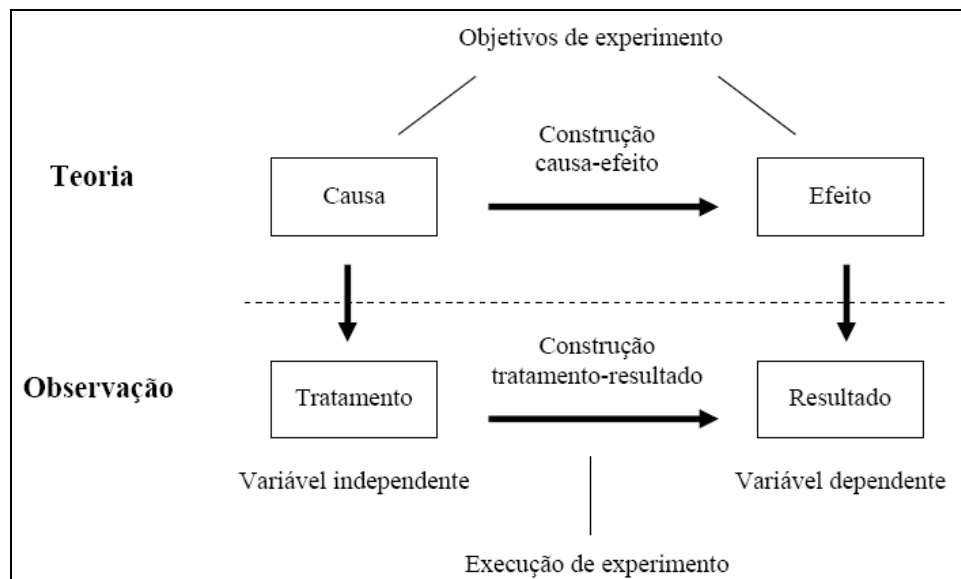 Objetivos de experimento
Construção
causa-efeito
Teoria
Causa
Efeito
Construção
tratamento-resultado
Observação
Tratamento
Resultado
Variável independente
Variável dependente
Execução de experimento